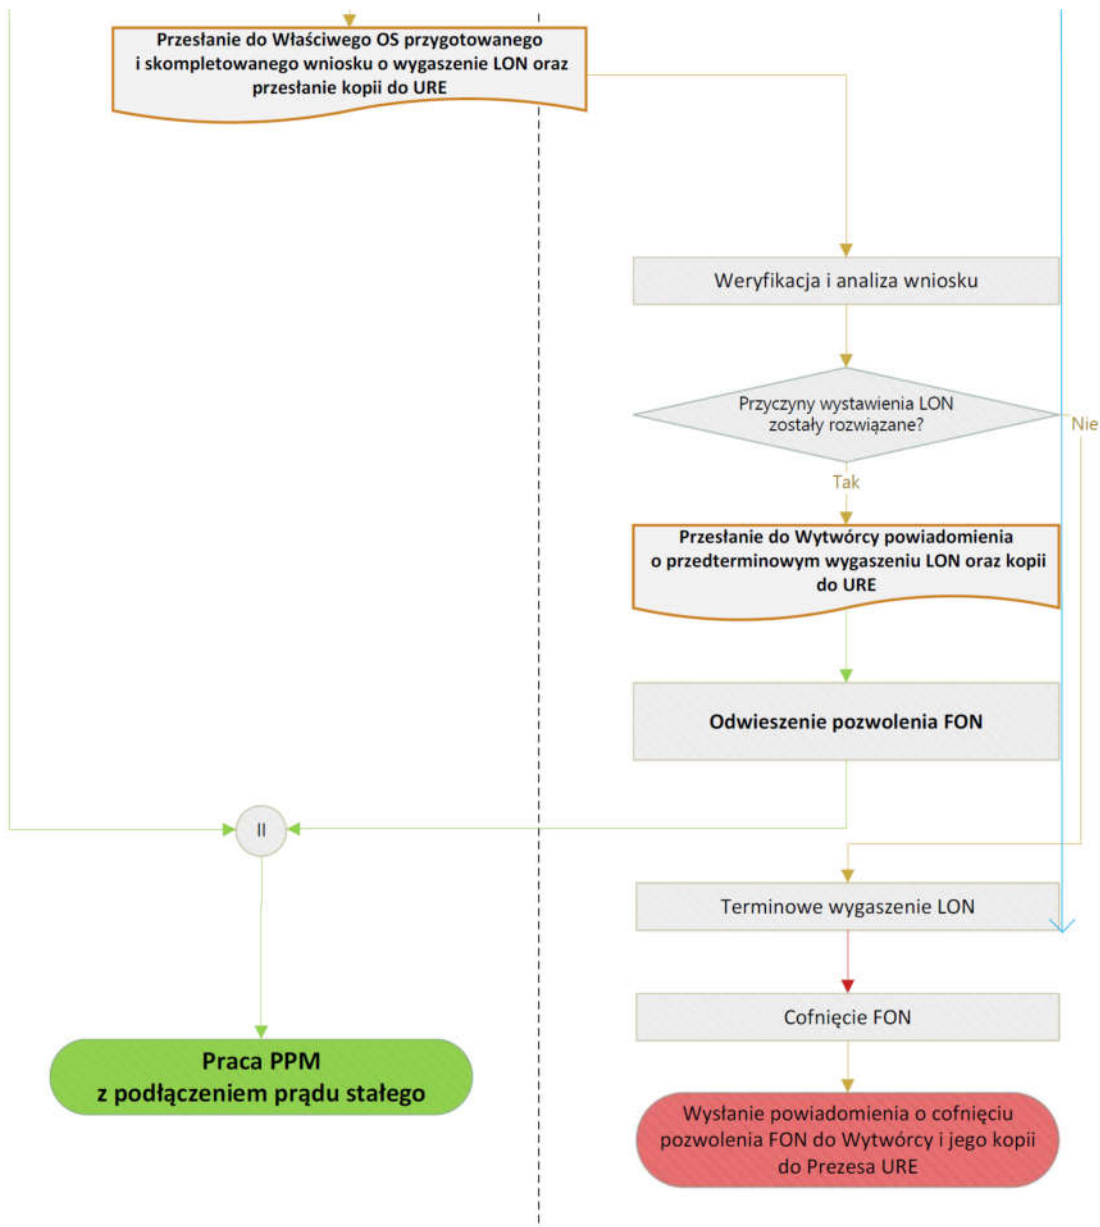 Przesłanie do Właściwego OS przygotowanego
i skompletowanego wniosku o wygaszenie LON oraz
przesłanie kopii do URE
Weryfikacja i analiza wniosku
Przyczyny wystawienia LON
zostały rozwiązane?
Nie
Tak
Przesłanie do Wytwórcy powiadomienia
o przedterminowym wygaszeniu LON oraz kopii
do URE
Odwieszenie pozwolenia FON
II
Terminowe wygaszenie LON
Cofnięcie FON
Praca PPM
z podłączeniem prądu stałego
Wysłanie powiadomienia o cofnięciu
pozwolenia FON do Wytwórcy i jego kopii
do Prezesa URE